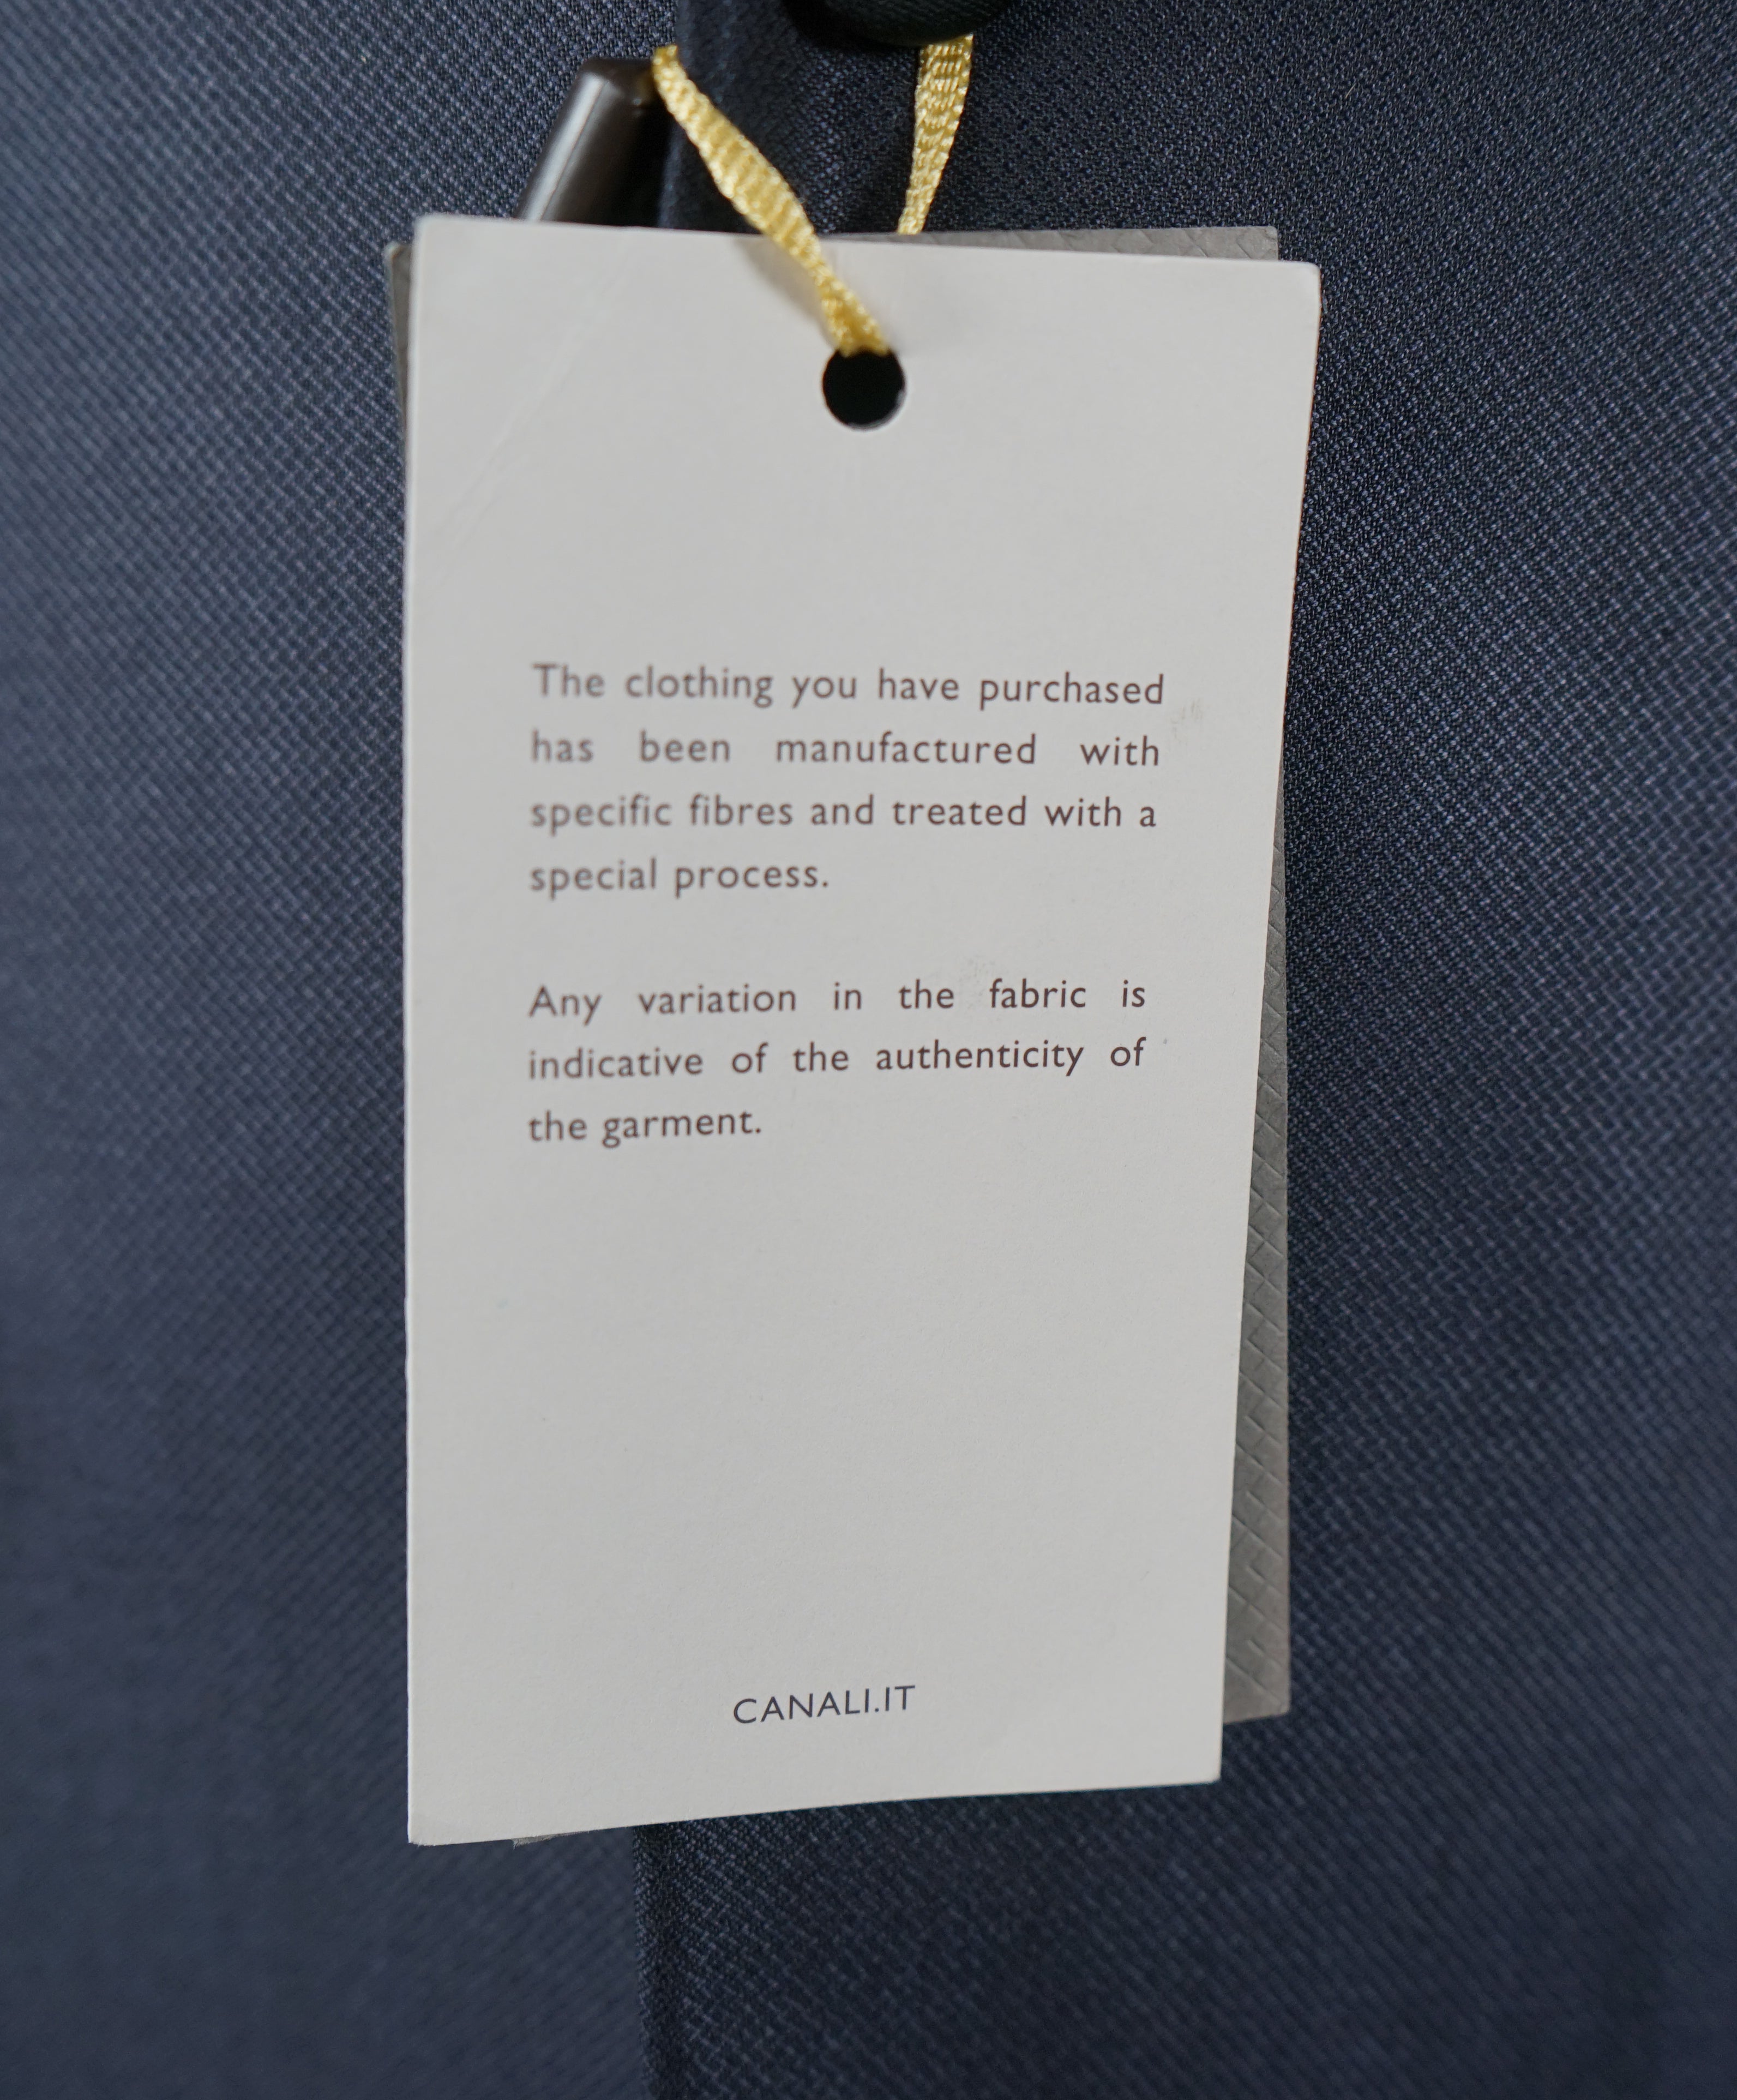 The clothing you have purchased
has been manufactured with
specific fibres and treated with a
special process.
Any variation in the fabric is
indicative of the authenticity of
the garment.
CANALI.IT